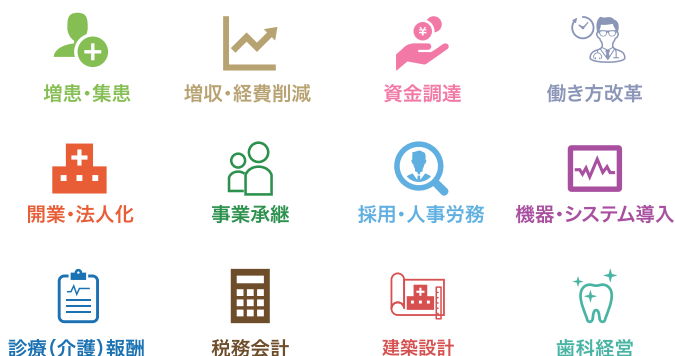 増患・集患
増収・経費削減
¥
資金調達
働き方改革
開業・法人化
事業承継
採用・人事労務
機器・システム導入
診療(介護)報酬
税務会計
建築設計
歯科経営